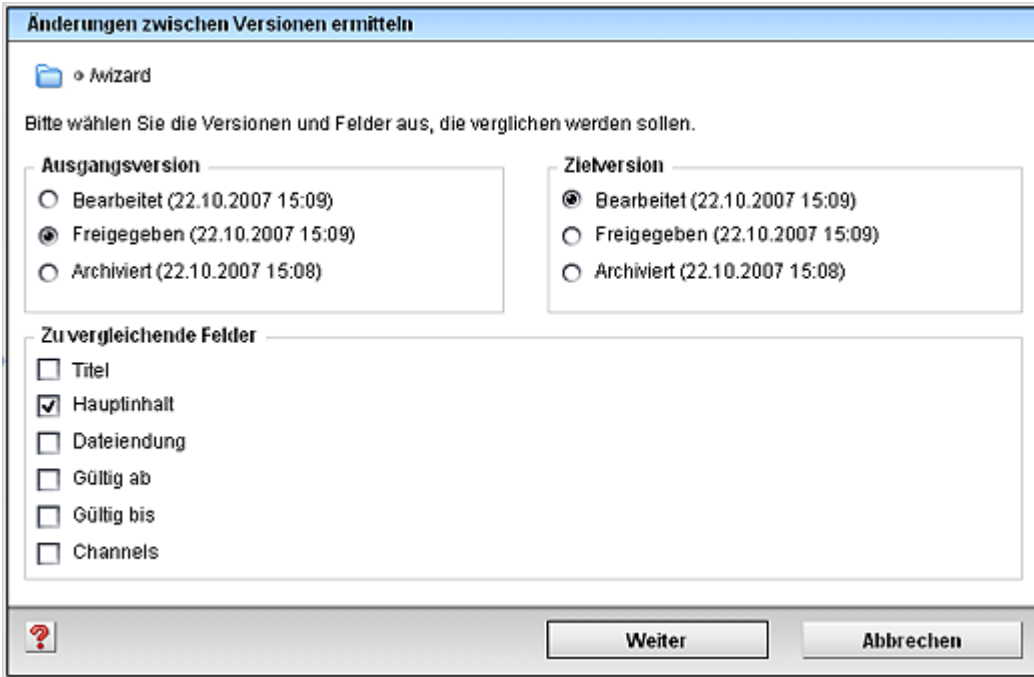 Änderungen zwischen Versionen ermitteln
/wizard
Bitte wählen Sie die Versionen und Felder aus, die verglichen werden sollen.
Ausgangsversion
Bearbeitet (22.10.2007 15:09)
Freigegeben (22.10.2007 15:09)
Archiviert (22.10.2007 15:08)
Zielversion
Bearbeitet (22.10.2007 15:09)
Freigegeben (22.10.2007 15:09)
Archiviert (22.10.2007 15:08)
Zu vergleichende Felder
Titel
Hauptinhalt
Dateiendung
Gültig ab
Gültig bis
Channels
?
Weiter
Abbrechen